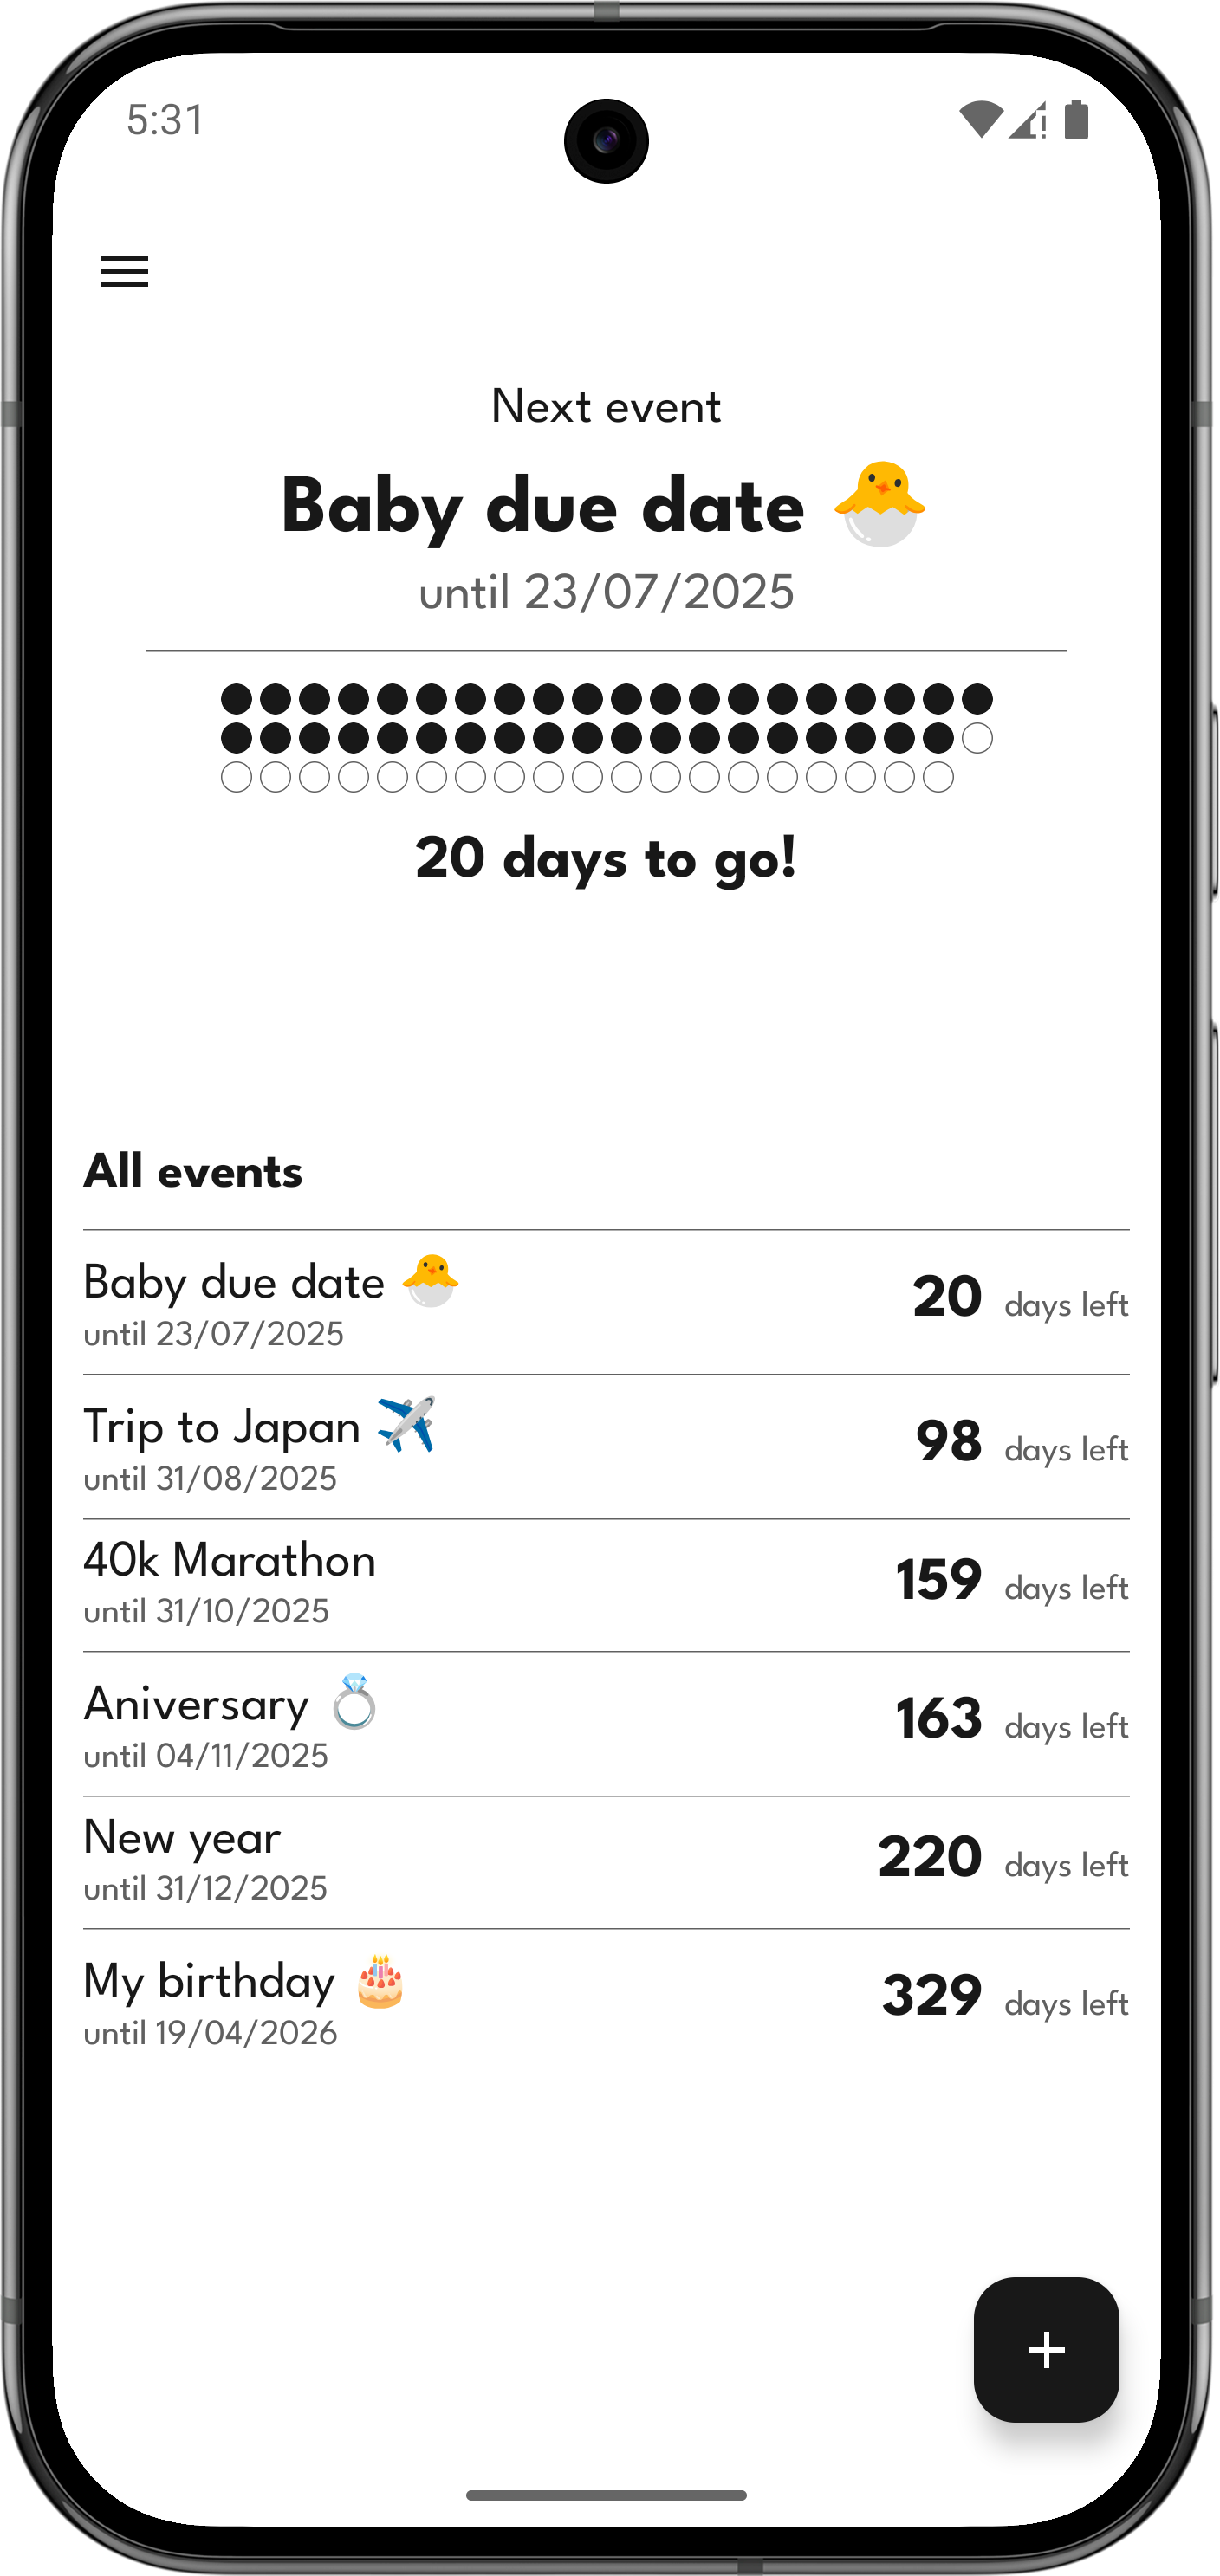 5:31
Next event
Baby due date 🐣
until 23/07/2025
20 days to go!
All events
Baby due date 🐣
until 23/07/2025
20 days left
Trip to Japan ✈️
until 31/08/2025
98 days left
40k Marathon
until 31/10/2025
159 days left
Aniversary 💍
until 04/11/2025
163 days left
New year
until 31/12/2025
220 days left
My birthday 🎂
until 19/04/2026
329 days left